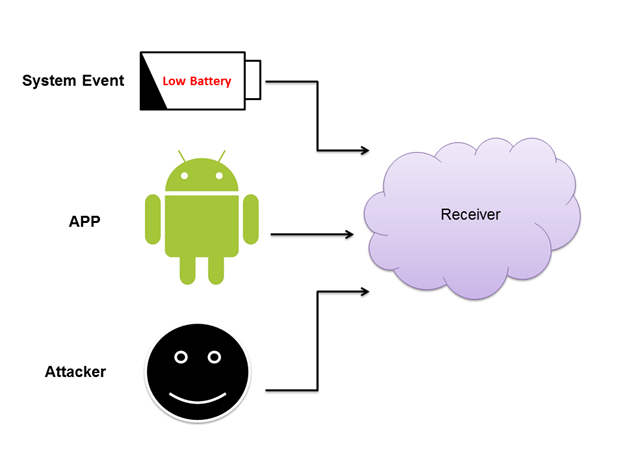 System Event
Low Battery
APP
Receiver
Attacker